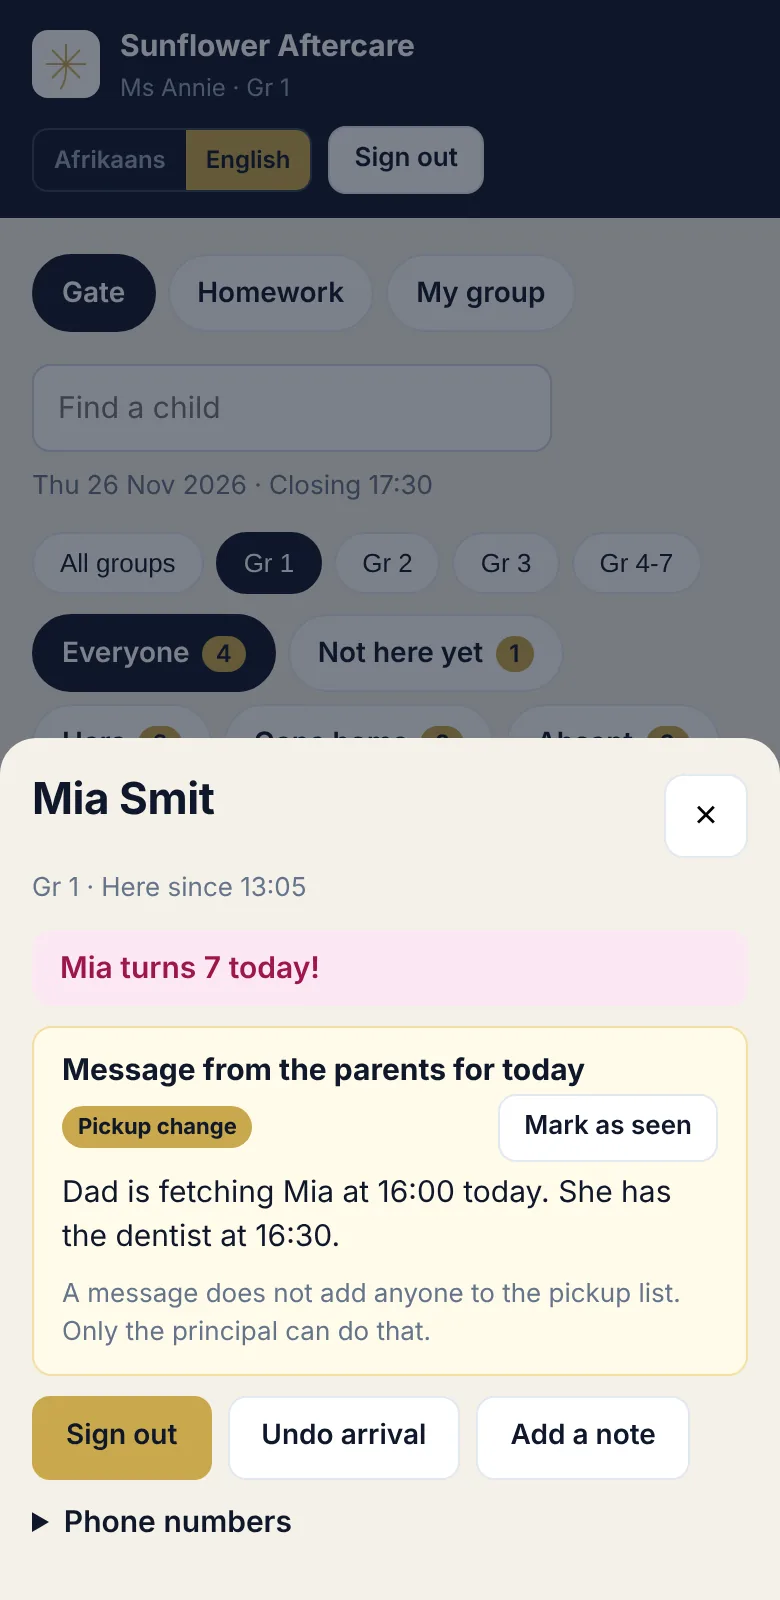 Sunflower Aftercare
Ms Annie · Gr 1
Afrikaans English Sign out
Gate Homework My group
Find a child
Thu 26 Nov 2026 · Closing 17:30
All groups Gr 1 Gr 2 Gr 3 Gr 4-7
Everyone 4 Not here yet 1
Here Gone home Absent
Mia Smit
×
Gr 1 · Here since 13:05
Mia turns 7 today!
Message from the parents for today
Pickup change Mark as seen
Dad is fetching Mia at 16:00 today. She has
the dentist at 16:30.
A message does not add anyone to the pickup list.
Only the principal can do that.
Sign out Undo arrival Add a note
Phone numbers